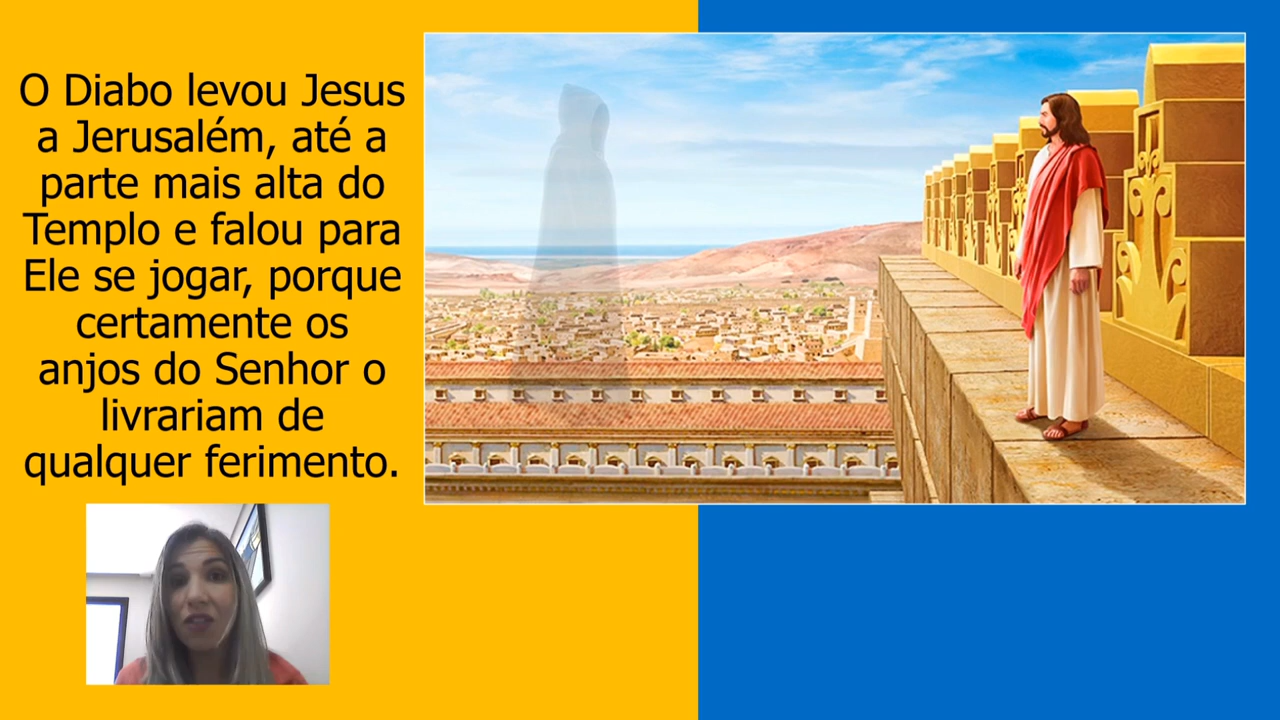 O Diabo levou Jesus
a Jerusalém, até a
parte mais alta do
Templo e falou para
Ele se jogar, porque
certamente os
anjos do Senhor o
livrariam de
qualquer ferimento.